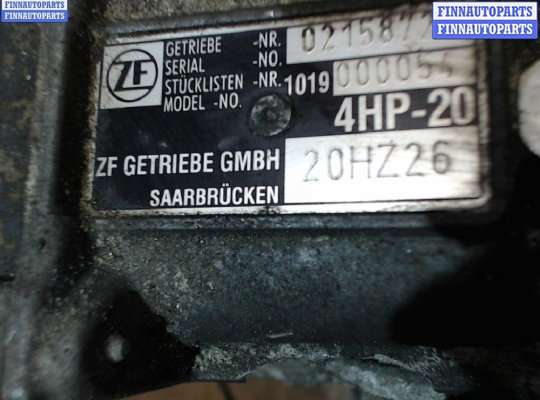 FINNAUTOPARTS
FINNAUTOPARTS
FINNAUTOPARTS
FINNAUTOPARTS
ZF
GETRIEBE -NR.
SERIAL -NO.
STÜCKLISTEN -NR. 1019 000054
MODEL -NO.
4HP-20
ZF GETRIEBE GMBH 20HZ26
SAARBRÜCKEN